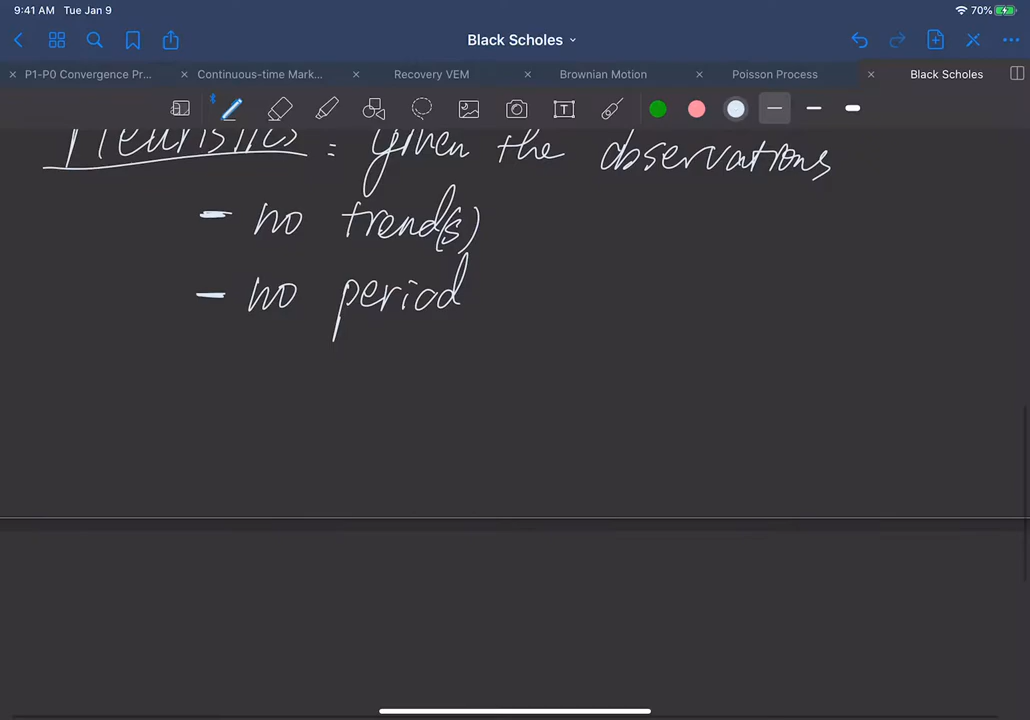 9:41 AM Tue Jan 9
70%
Black Scholes
P1-P0 Convergence Pr...
Continuous-time Mark...
Recovery VEM
Brownian Motion
Poisson Process
Black Scholes
Heuristics : given the observations
- no trend(s)
- no period